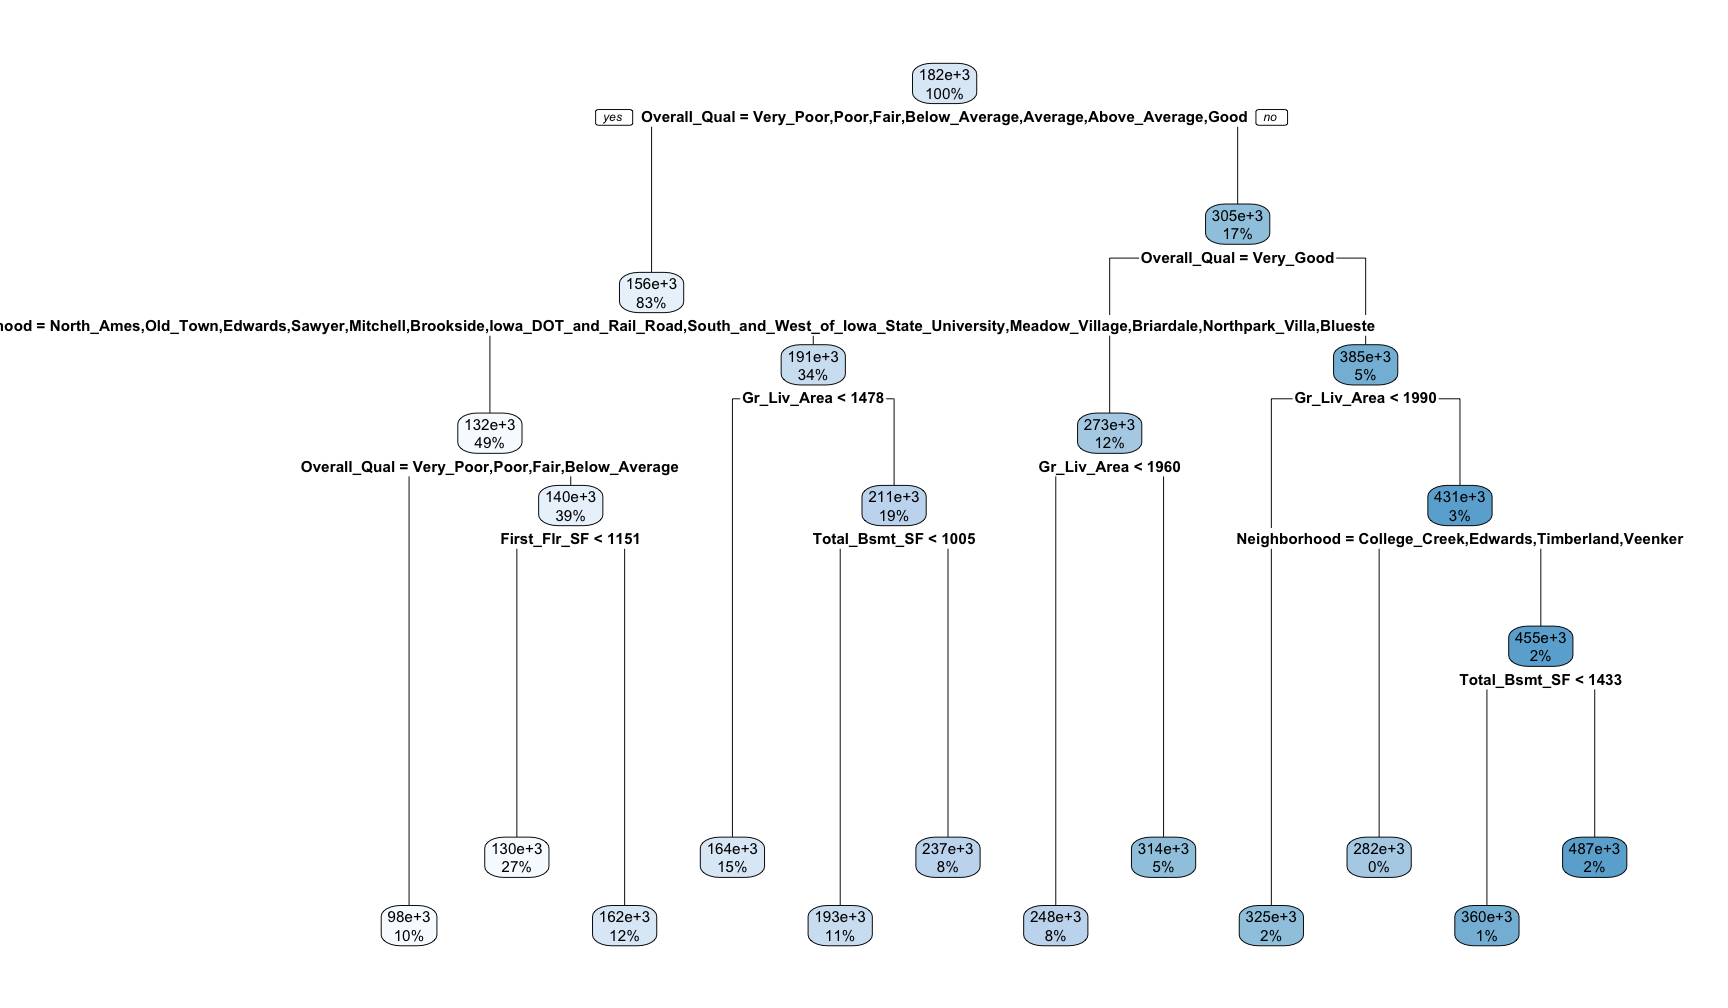 182e+3
100%
yes Overall_Qual = Very_Poor,Poor,Fair,Below_Average,Average,Above_Average,Good no
305e+3
17%
Overall_Qual = Very_Good
156e+3
83%
hood = North_Ames,Old_Town,Edwards,Sawyer,Mitchell,Brookside,Iowa_DOT_and_Rail_Road,South_and_West_of_Iowa_State_University,Meadow_Village,Briardale,Northpark_Villa,Blueste
191e+3
34%
385e+3
5%
Gr_Liv_Area < 1478
Gr_Liv_Area < 1990
132e+3
49%
273e+3
12%
Overall_Qual = Very_Poor,Poor,Fair,Below_Average
Gr_Liv_Area < 1960
140e+3
39%
211e+3
19%
431e+3
3%
First_Flr_SF < 1151
Total_Bsmt_SF < 1005
Neighborhood = College_Creek,Edwards,Timberland,Veenker
455e+3
2%
Total_Bsmt_SF < 1433
130e+3
27%
164e+3
15%
237e+3
8%
314e+3
5%
282e+3
0%
487e+3
2%
98e+3
10%
162e+3
12%
193e+3
11%
248e+3
8%
325e+3
2%
360e+3
1%